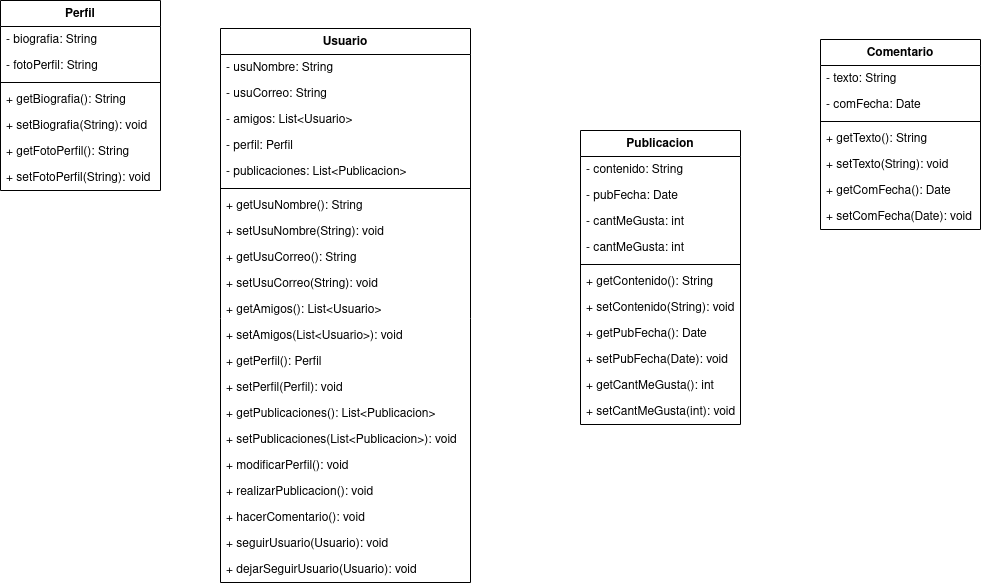 Perfil
- biografia: String
- fotoPerfil: String
+ getBiografia(): String
+ setBiografia(String): void
+ getFotoPerfil(): String
+ setFotoPerfil(String): void
Usuario
- usuNombre: String
- usuCorreo: String
- amigos: List<Usuario>
- perfil: Perfil
- publicaciones: List<Publicacion>
+ getUsuNombre(): String
+ setUsuNombre(String): void
+ getUsuCorreo(): String
+ setUsuCorreo(String): void
+ getAmigos(): List<Usuario>
+ setAmigos(List<Usuario>): void
+ getPerfil(): Perfil
+ setPerfil(Perfil): void
+ getPublicaciones(): List<Publicacion>
+ setPublicaciones(List<Publicacion>): void
+ modificarPerfil(): void
+ realizarPublicacion(): void
+ hacerComentario(): void
+ seguirUsuario(Usuario): void
+ dejarSeguirUsuario(Usuario): void
Publicacion
- contenido: String
- pubFecha: Date
- cantMeGusta: int
- cantMeGusta: int
+ getContenido(): String
+ setContenido(String): void
+ getPubFecha(): Date
+ setPubFecha(Date): void
+ getCantMeGusta(): int
+ setCantMeGusta(int): void
Comentario
- texto: String
- comFecha: Date
+ getTexto(): String
+ setTexto(String): void
+ getComFecha(): Date
+ setComFecha(Date): void